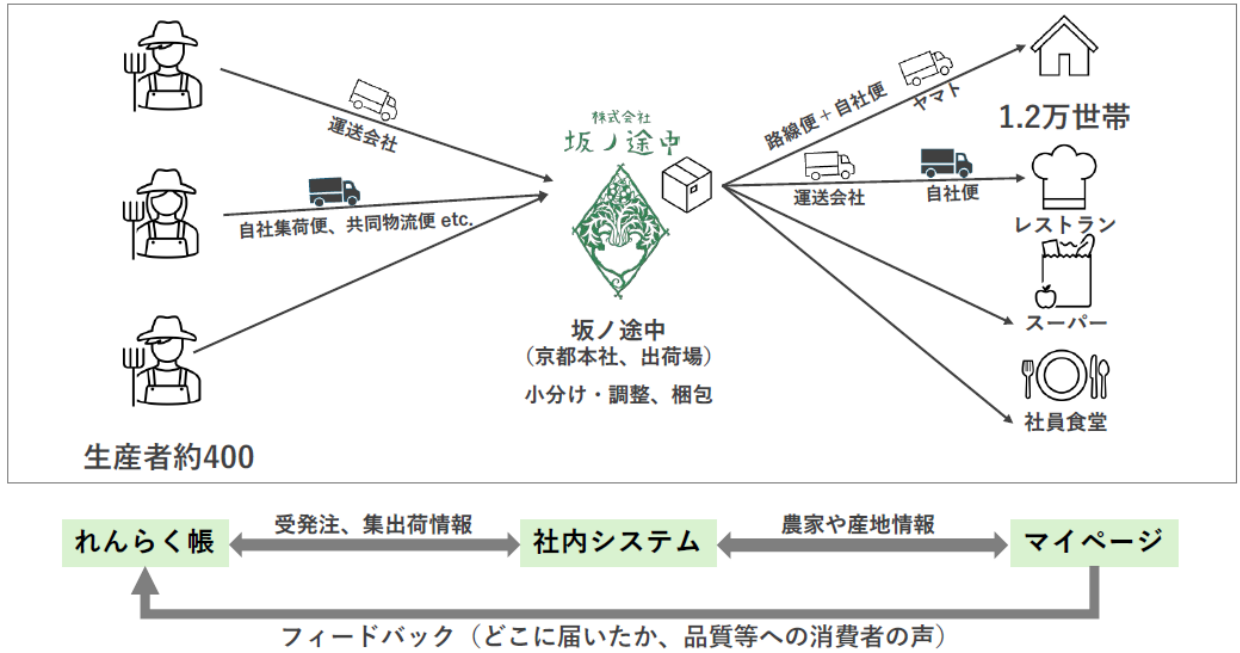 運送会社
自社集荷便、共同物流便 etc.
生産者約400
株式会社
坂ノ途中
坂ノ途中
（京都本社、出荷場）
小分け・調整、梱包
路線便＋自社便
ヤマト
運送会社
自社便
1.2万世帯
レストラン
スーパー
社員食堂
れんらく帳
受発注、集出荷情報
社内システム
農家や産地情報
マイページ
フィードバック（どこに届いたか、品質等への消費者の声）